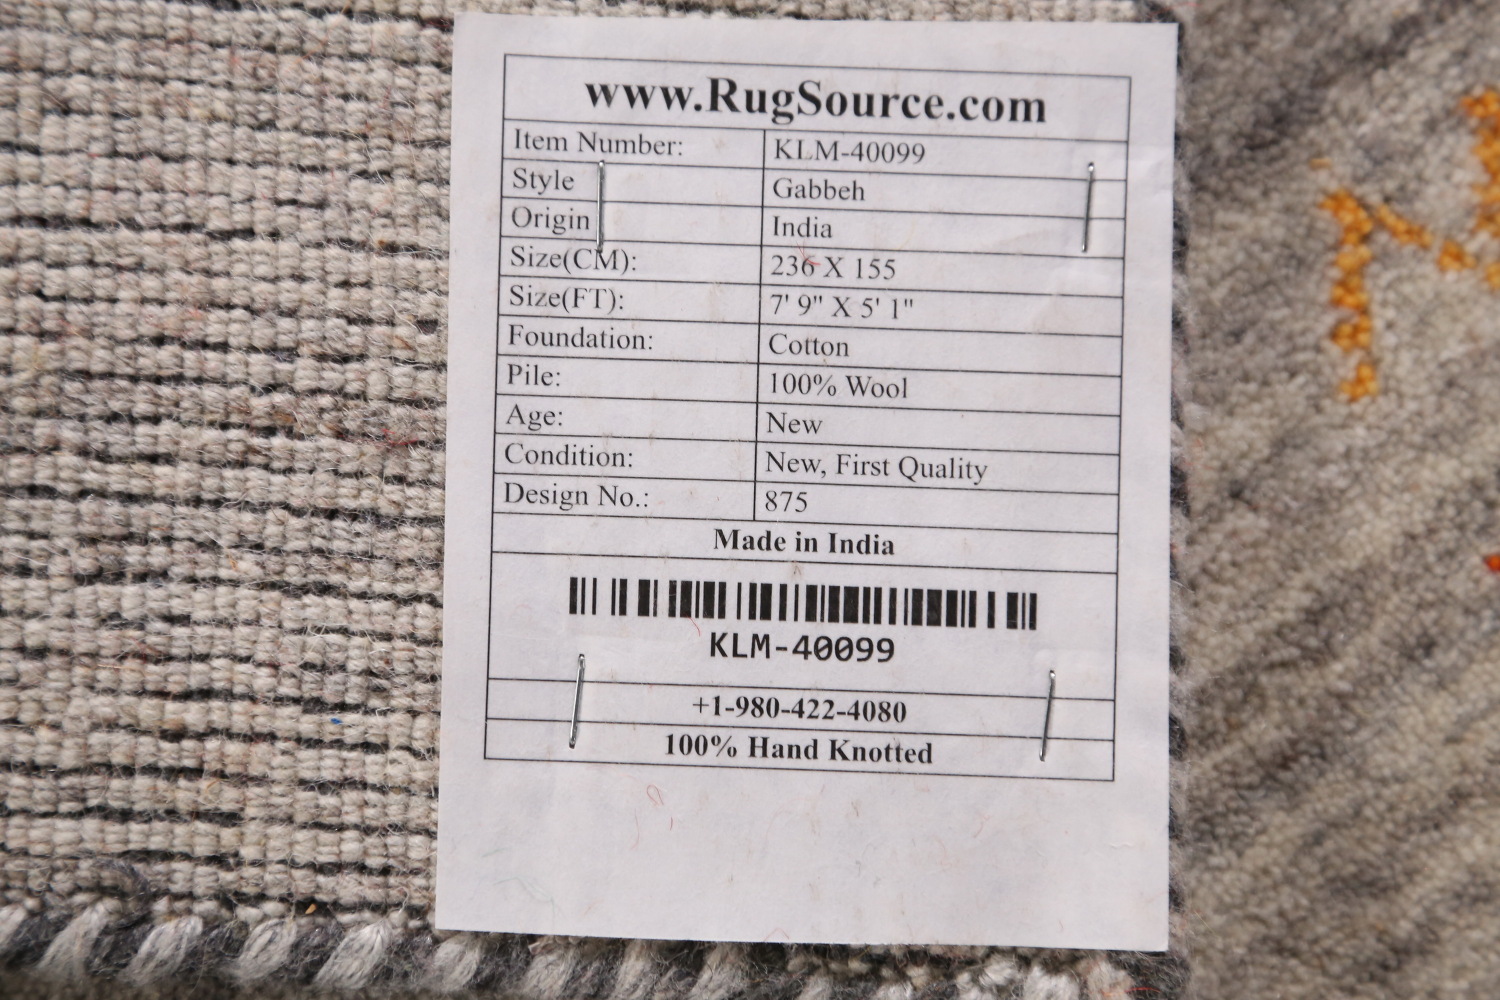 www.RugSource.com
Item Number: KLM-40099
Style Gabbeh
Origin India
Size(CM): 236 X 155
Size(FT): 7' 9" X 5' 1"
Foundation: Cotton
Pile: 100% Wool
Age: New
Condition: New, First Quality
Design No.: 875
Made in India
KLM-40099
+1-980-422-4080
100% Hand Knotted